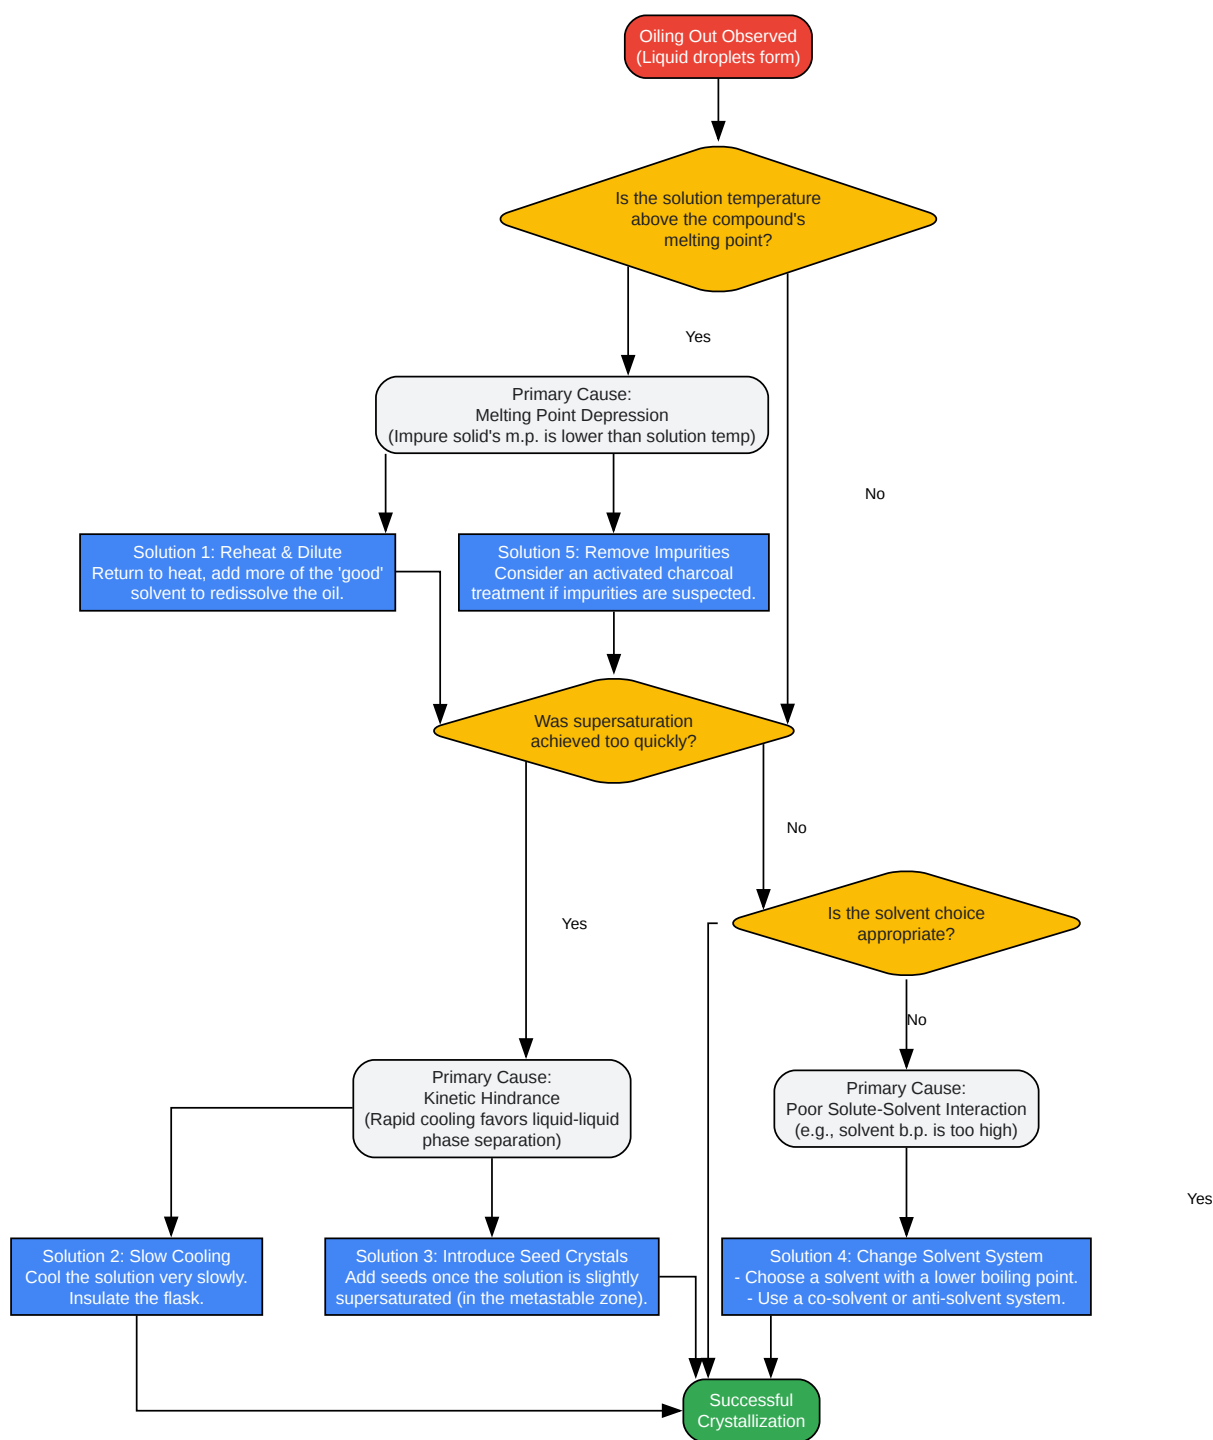 Oiling Out Observed
(Liquid droplets form)
Is the solution temperature
above the compound's
melting point?
Yes
Primary Cause:
Melting Point Depression
(Impure solid's m.p. is lower than solution temp)
No
Solution 1: Reheat & Dilute
Return to heat, add more of the 'good'
solvent to redissolve the oil.
Solution 5: Remove Impurities
Consider an activated charcoal
treatment if impurities are suspected.
Was supersaturation
achieved too quickly?
No
Yes
Is the solvent choice
appropriate?
No
Primary Cause:
Kinetic Hindrance
(Rapid cooling favors liquid-liquid
phase separation)
Primary Cause:
Poor Solute-Solvent Interaction
(e.g., solvent b.p. is too high)
Yes
Solution 2: Slow Cooling
Cool the solution very slowly.
Insulate the flask.
Solution 3: Introduce Seed Crystals
Add seeds once the solution is slightly
supersaturated (in the metastable zone).
Solution 4: Change Solvent System
- Choose a solvent with a lower boiling point.
- Use a co-solvent or anti-solvent system.
Successful
Crystallization